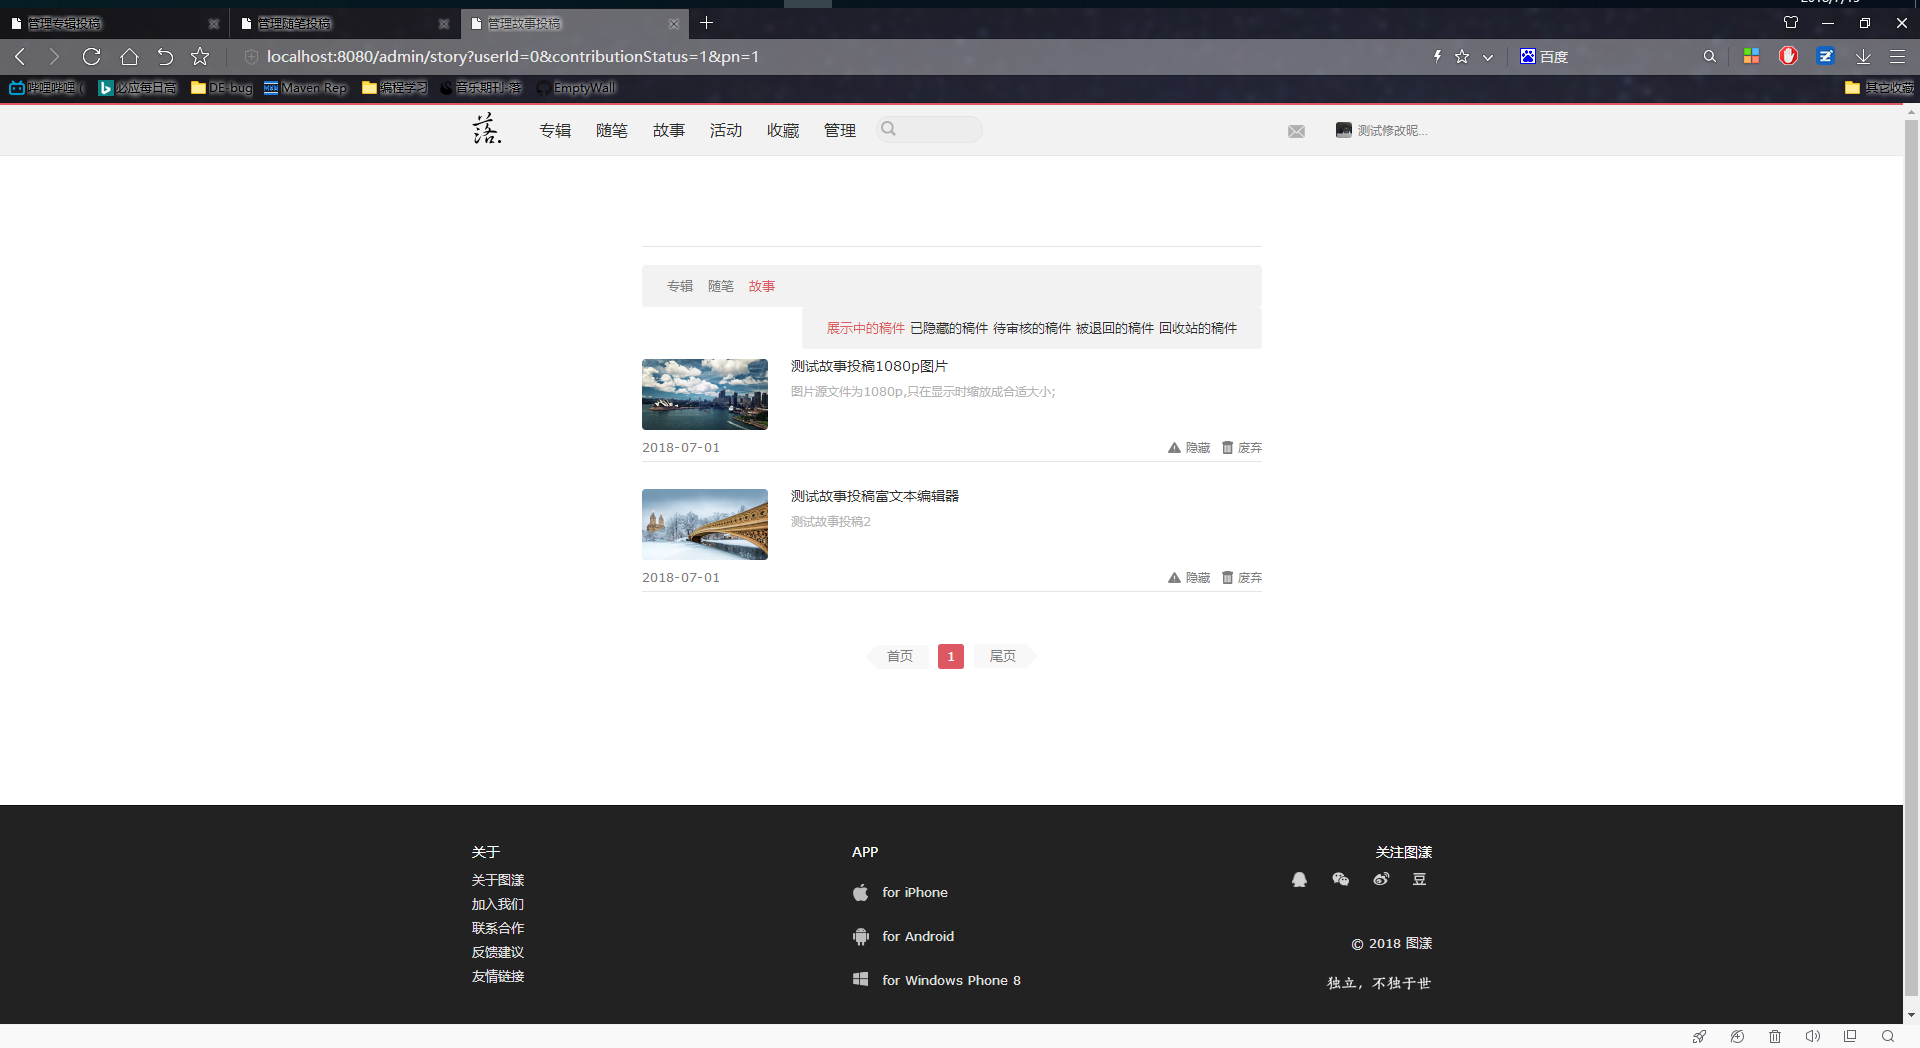 管理专辑投稿
管理随笔投稿
管理故事投稿
localhost:8080/admin/story?userId=0&contributionStatus=1&pn=1
百度
哔哩哔哩 (
必应每日高
DE-bug
Maven Rep
编程学习
音乐期刊-落
EmptyWall
其它收藏
落.
专辑 随笔 故事 活动 收藏 管理
测试修改昵...
专辑 随笔 故事
展示中的稿件 已隐藏的稿件 待审核的稿件 被退回的稿件 回收站的稿件
测试故事投稿1080p图片
图片源文件为1080p,只在显示时缩放成合适大小;
2018-07-01 隐藏 废弃
测试故事投稿富文本编辑器
测试故事投稿2
2018-07-01 隐藏 废弃
首页 1 尾页
关于
关于图漾
加入我们
联系合作
反馈建议
友情链接
APP
for iPhone
for Android
for Windows Phone 8
关注图漾
豆
© 2018 图漾
独立，不独于世